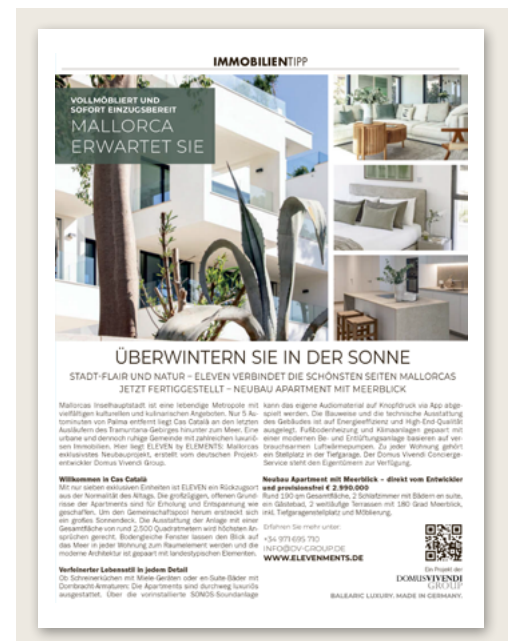 IMMOBILIENTIPP
VOLLMÖBLIERT UND
SOFORT EINZUGSBEREIT
MALLORCA
ERWARTET SIE
ÜBERWINTERN SIE IN DER SONNE
STADT-FLAIR UND NATUR – ELEVEN VERBINDET DIE SCHÖNSTEN SEITEN MALLORCAS
JETZT FERTIGGESTELLT – NEUBAU APARTMENT MIT MEERBLICK
Mallorcas Inselhauptstadt ist eine lebendige Metropole mit
vielfältigen kulturellen und kulinarischen Angeboten. Nur 5 Au-
tominuten von Palma entfernt liegt Cas Català an den letzten
Ausläufern des Tramuntana Gebirges hinunter zum Meer. Eine
urbane und dennoch ruhige Gemeinde mit zahlreichen luxuriö-
sen Immobilien. Hier liegt ELEVEN by ELEMENTS: Mallorcas
exklusivstes Neubauprojekt, erstellt vom deutschen Projekt-
entwickler Domus Vivendi Group.
Willkommen in Cas Català
Mit nur sieben exklusiven Einheiten ist ELEVEN ein Rückzugsort
aus der Normalität des Alltags. Die großzügigen, offenen Grund-
risse der Apartments sind für Erholung und Entspannung wie
geschaffen. Um den Gemeinschaftspool herum erstreckt sich
ein großes Sonnendeck. Die Ausstattung der Anlage mit einer
Gesamtfläche von rund 2.500 Quadratmetern wird höchsten An-
sprüchen gerecht. Bodengleiche Fenster lassen den Blick auf
das Meer in jeder Wohnung zum Raumelement werden und die
moderne Architektur ist gepaart mit landestypischen Elementen.
Verfeinerter Lebensstil in jedem Detail
Ob Schreinerküchen mit Miele-Geräten oder en-Suite-Bäder mit
Dornbracht-Armaturen: Die Apartments sind durchweg luxuriös
ausgestattet. Über die vorinstallierte SONOS-Soundanlage
kann das eigene Audiomaterial auf Knopfdruck via App abge-
spielt werden. Die Bauweise und die technische Ausstattung
des Gebäudes ist auf Energieeffizienz und High-End-Qualität
ausgelegt. Fußbodenheizung und Klimaanlagen gepaart mit
einer modernen Be- und Entlüftungsanlage basieren auf ver-
brauchsarmen Luftwärmepumpen. Zu jeder Wohnung gehört
ein Stellplatz in der Tiefgarage. Der Domus Vivendi Concierge-
Service steht den Eigentümern zur Verfügung.
Neubau Apartment mit Meerblick – direkt vom Entwickler
und provisionsfrei € 2.990.000
Rund 190 qm Gesamtfläche, 2 Schlafzimmer mit Bädern en suite,
ein Gästebad, 2 weitläufige Terrassen mit 180 Grad Meerblick,
inkl. Tiefgaragenstellplatz und Möblierung.
Erfahren Sie mehr unter:
+34 971 695 710
INFO@DV-GROUP.DE
WWW.ELEVENMENTS.DE
Ein Projekt der
DOMUSVIVENDI
GROUP
BALEARIC LUXURY. MADE IN GERMANY.